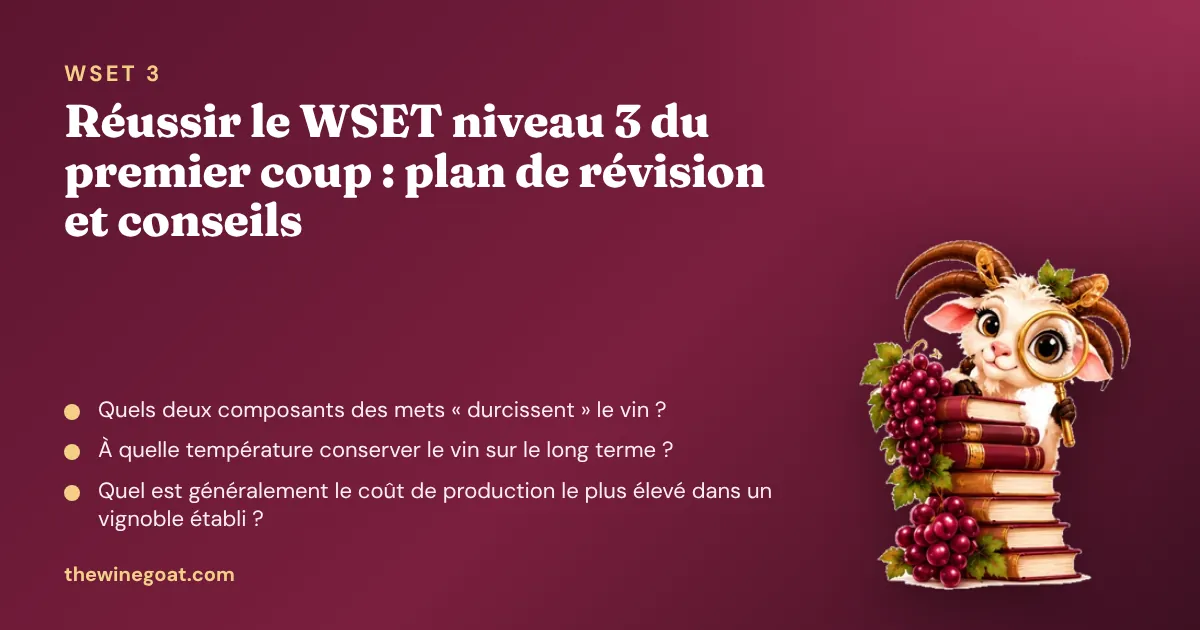 WSET 3
Réussir le WSET niveau 3 du
premier coup : plan de révision
et conseils
Quels deux composants des mets « durcissent » le vin ?
À quelle température conserver le vin sur le long terme ?
Quel est généralement le coût de production le plus élevé dans un
vignoble établi ?
thewinegoat.com